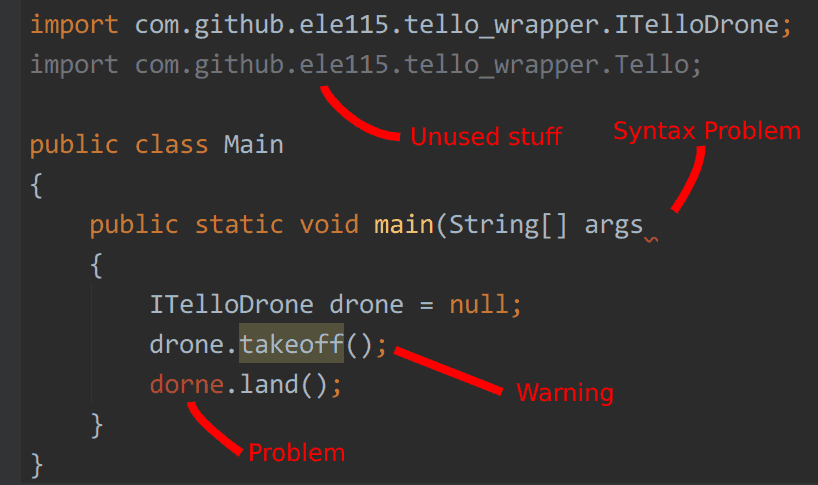 import com.github.ele115.tello_wrapper.ITelloDrone;
import com.github.ele115.tello_wrapper.Tello;
Unused stuff
Syntax Problem
public class Main
{
public static void main(String[] args
{
ITelloDrone drone = null;
drone.takeoff();
Warning
dorne.land();
}
Problem
}